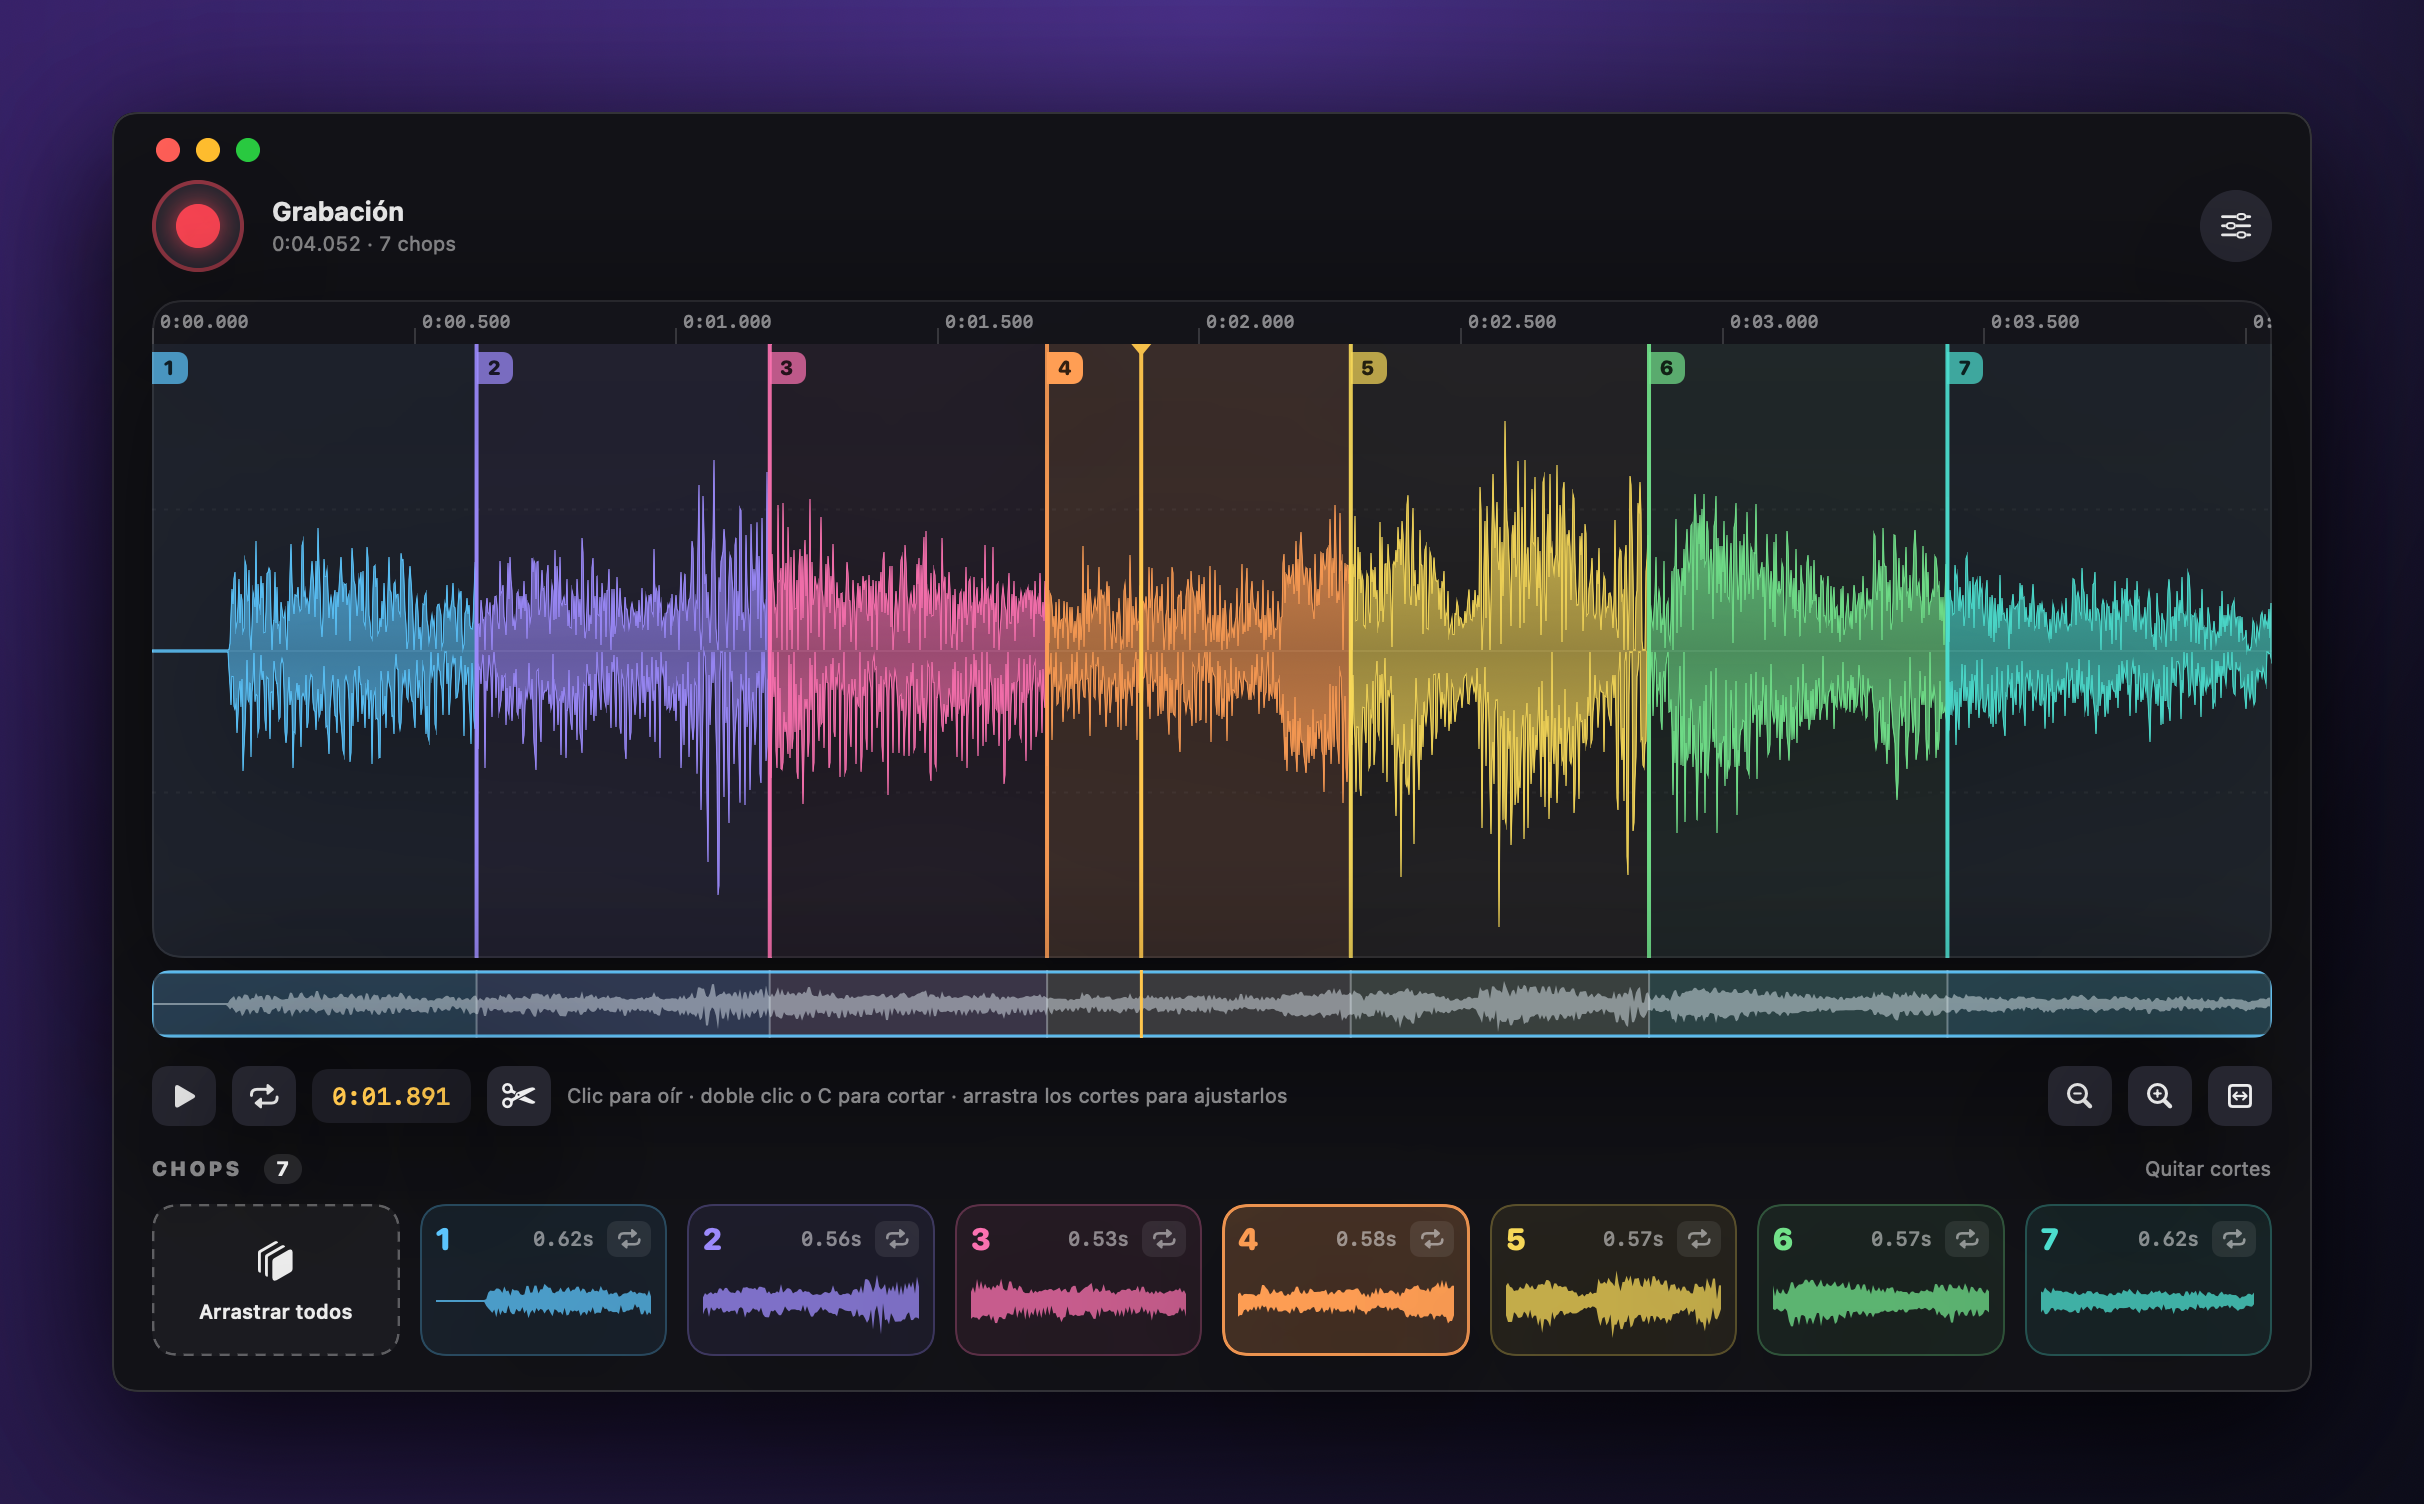 Grabación
0:04.052 · 7 chops
0:00.000 0:00.500 0:01.000 0:01.500 0:02.000 0:02.500 0:03.000 0:03.500
1 2 3 4 5 6 7
0:01.891 Clic para oír · doble clic o C para cortar · arrastra los cortes para ajustarlos
CHOPS 7 Quitar cortes
1 0.62s 2 0.56s 3 0.53s 4 0.58s 5 0.57s 6 0.57s 7 0.62s
Arrastrar todos